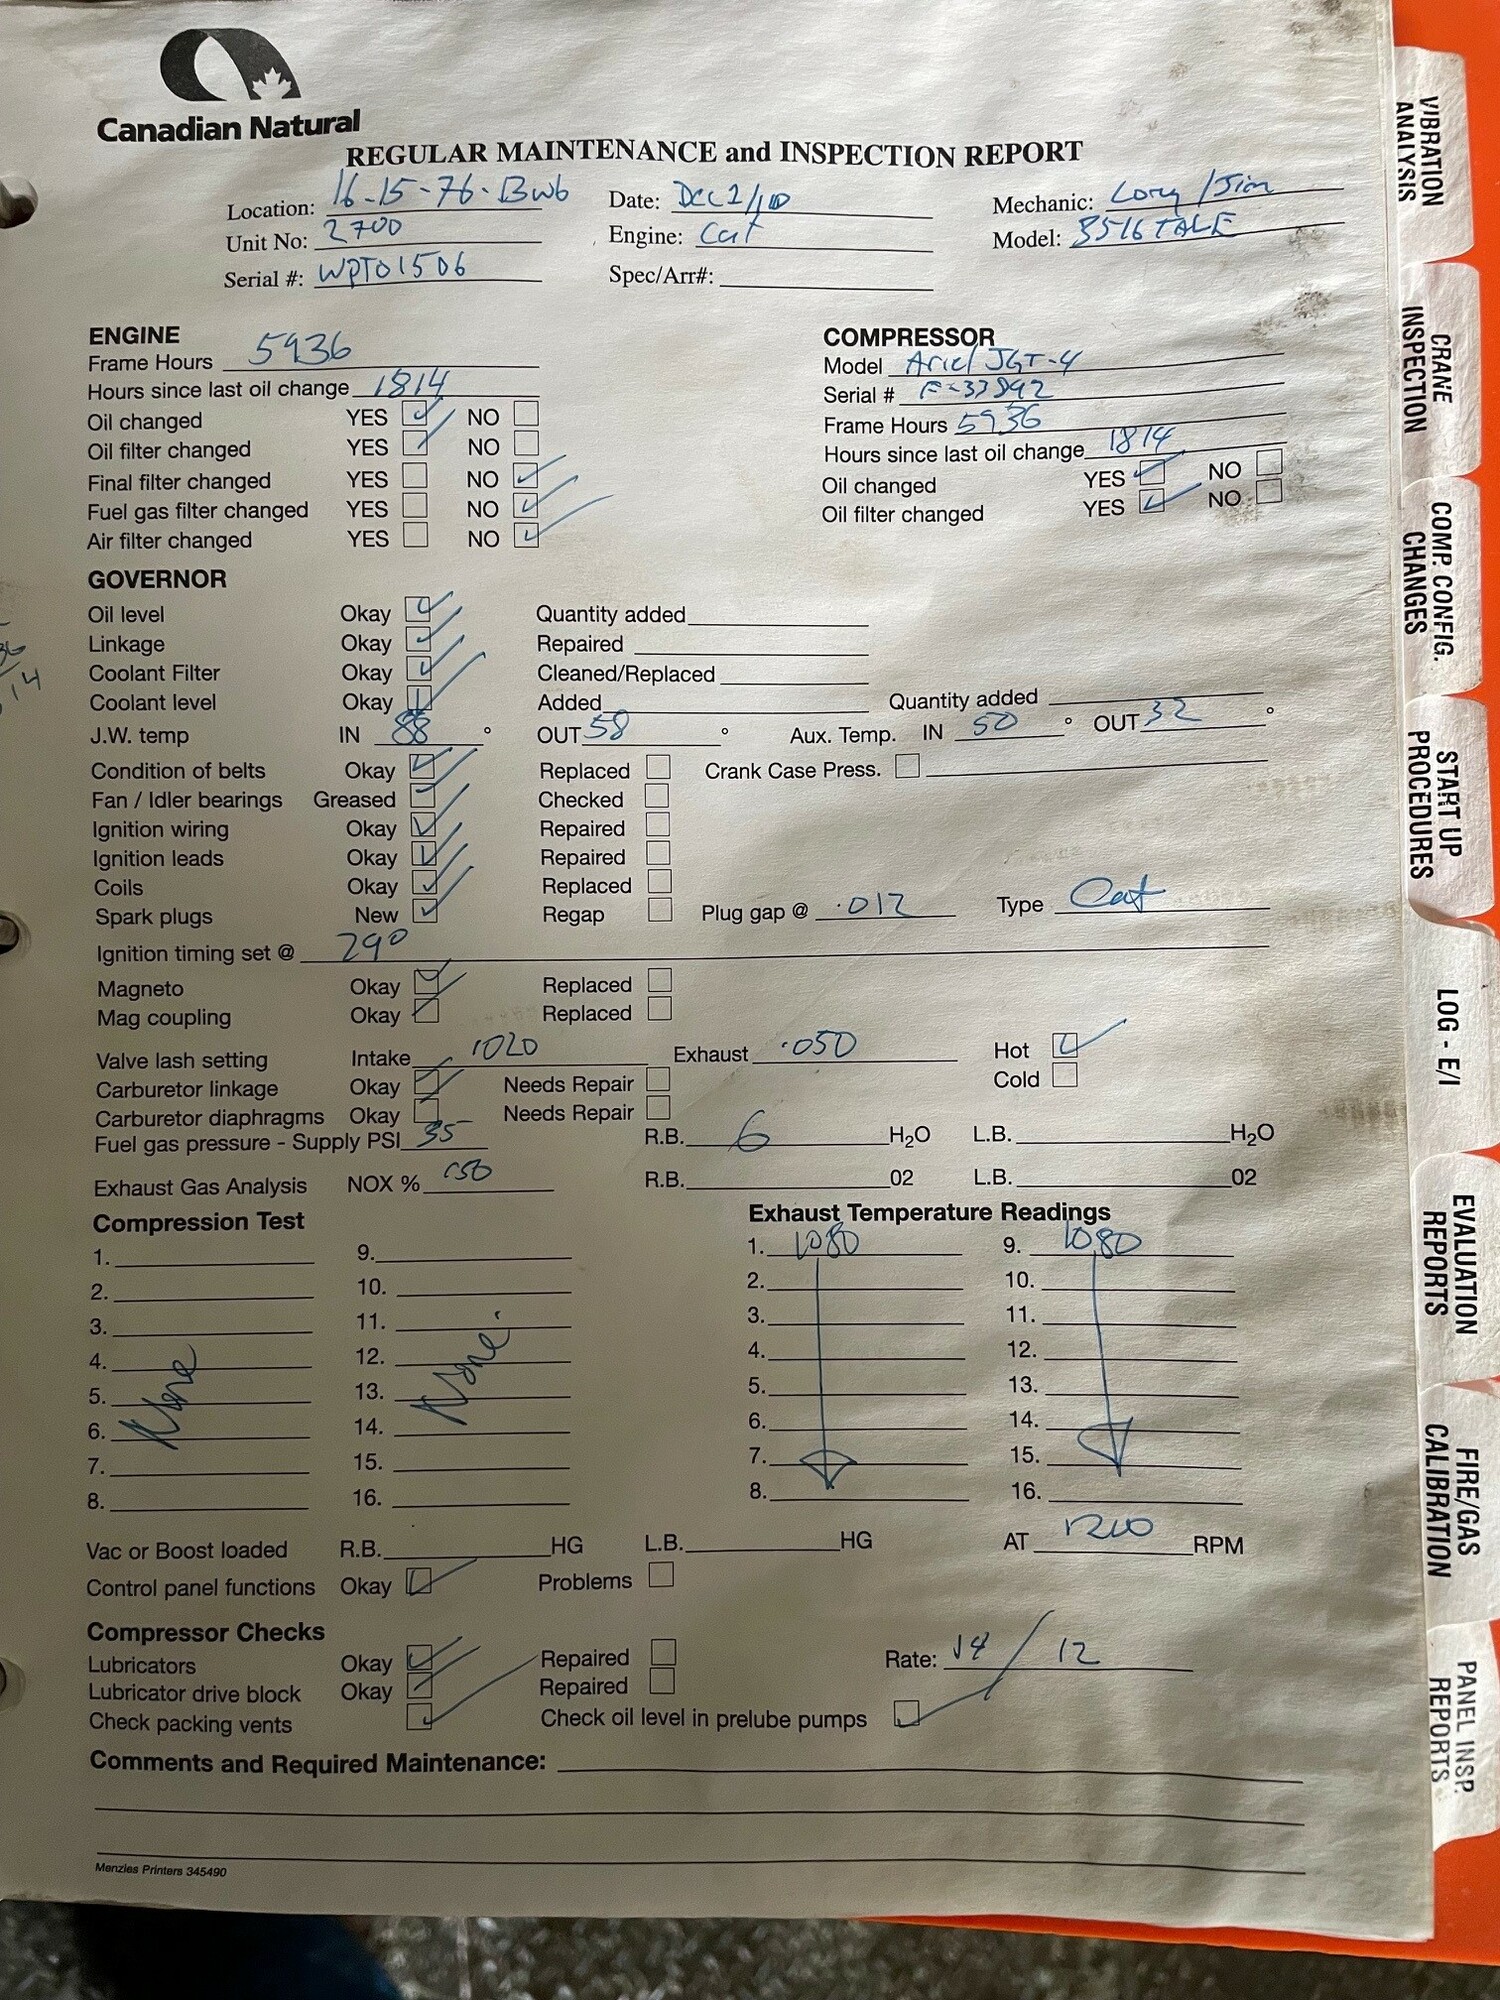 Canadian Natural
REGULAR MAINTENANCE and INSPECTION REPORT
Location: 16-15-76-BW6 Date: Dec 2/10 Mechanic: Cory / Jim
Unit No: 2700 Engine: Cat Model: 3516 TALE
Serial #: WPT01506 Spec/Arr#:
ENGINE
Frame Hours 5936
Hours since last oil change 1814
Oil changed YES NO
Oil filter changed YES NO
Final filter changed YES NO
Fuel gas filter changed YES NO
Air filter changed YES NO
COMPRESSOR
Model Ariel JGT-4
Serial # F-33892
Frame Hours 5936
Hours since last oil change 1814
Oil changed YES NO
Oil filter changed YES NO
GOVERNOR
Oil level Okay Quantity added
Linkage Okay Repaired
Coolant Filter Okay Cleaned/Replaced
Coolant level Okay Added Quantity added
J.W. temp IN 88 ° OUT 58 ° Aux. Temp. IN 50 ° OUT 32 °
Condition of belts Okay Replaced Crank Case Press.
Fan / Idler bearings Greased Checked
Ignition wiring Okay Repaired
Ignition leads Okay Repaired
Coils Okay Replaced
Spark plugs New Regap Plug gap @ .012 Type Cat
Ignition timing set @ 29°
Magneto Okay Replaced
Mag coupling Okay Replaced
Valve lash setting Intake .020 Exhaust .050 Hot
Cold
Carburetor linkage Okay Needs Repair
Carburetor diaphragms Okay Needs Repair
Fuel gas pressure - Supply PSI 35 R.B. 6 H2O L.B. H2O
Exhaust Gas Analysis NOX % R.B. 02 L.B. 02
Compression Test
1. 9.
2. 10.
3. 11.
4. 12.
5. 13.
6. 14.
7. 15.
8. 16.
None None.
Exhaust Temperature Readings
1. 1080 9. 1080
2. 10.
3. 11.
4. 12.
5. 13.
6. 14.
7. 15.
8. 16.
Vac or Boost loaded R.B. HG L.B. HG AT 1200 RPM
Control panel functions Okay Problems
Compressor Checks
Lubricators Okay Repaired Rate: 14 / 12
Lubricator drive block Okay Repaired
Check packing vents Check oil level in prelube pumps
Comments and Required Maintenance:
Menzies Printers 345490
VIBRATION
ANALYSIS
CRANE
INSPECTION
COMP. CONFIG.
CHANGES
START UP
PROCEDURES
LOG - E/I
EVALUATION
REPORTS
FIRE/GAS
CALIBRATION
PANEL INSP.
REPORTS